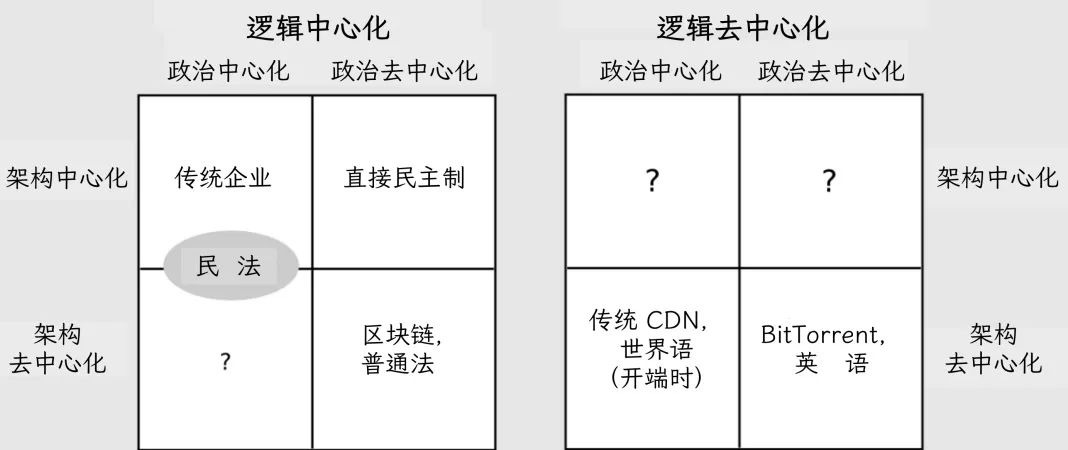 逻辑中心化
逻辑去中心化
政治中心化 政治去中心化
政治中心化 政治去中心化
架构中心化
传统企业
直接民主制
?
?
架构中心化
民 法
架构
去中心化
?
区块链,
普通法
传统 CDN,
世界语
(开端时)
BitTorrent,
英 语
架构
去中心化